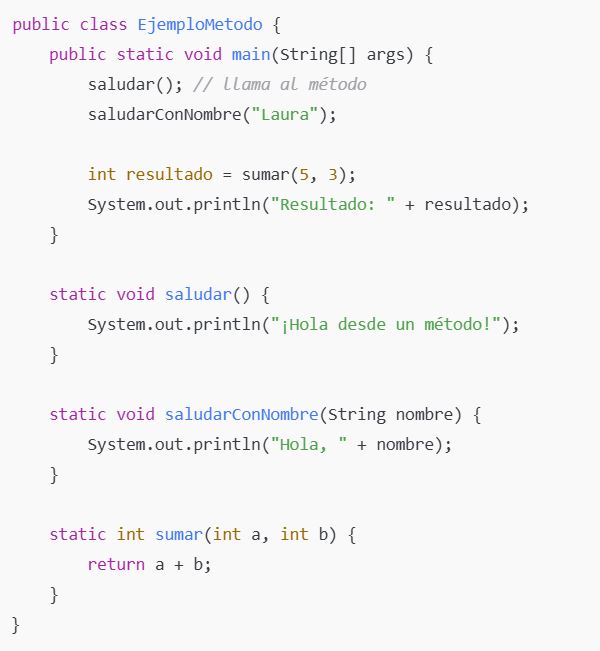 public class EjemploMetodo {
    public static void main(String[] args) {
        saludar(); // llama al método
        saludarConNombre("Laura");

        int resultado = sumar(5, 3);
        System.out.println("Resultado: " + resultado);
    }

    static void saludar() {
        System.out.println("¡Hola desde un método!");
    }

    static void saludarConNombre(String nombre) {
        System.out.println("Hola, " + nombre);
    }

    static int sumar(int a, int b) {
        return a + b;
    }
}